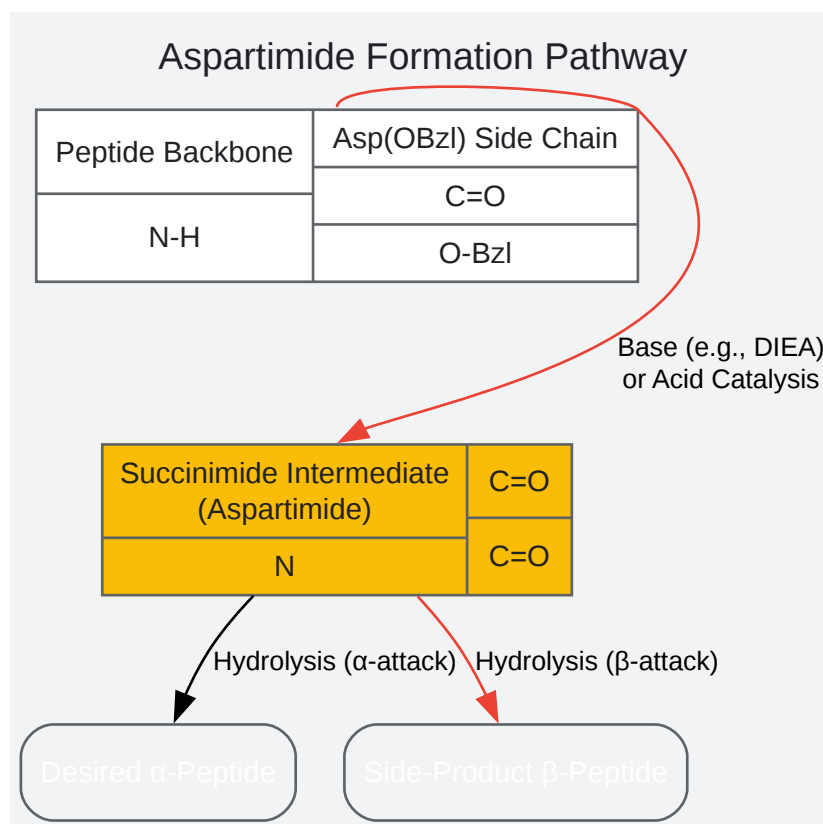 Aspartimide Formation Pathway
Peptide Backbone
N-H
Asp(OBzl) Side Chain
C=O
O-Bzl
Base (e.g., DIEA)
or Acid Catalysis
Succinimide Intermediate
(Aspartimide)
N
C=O
C=O
Hydrolysis (α-attack)
Hydrolysis (β-attack)
Desired α-Peptide
Side-Product β-Peptide